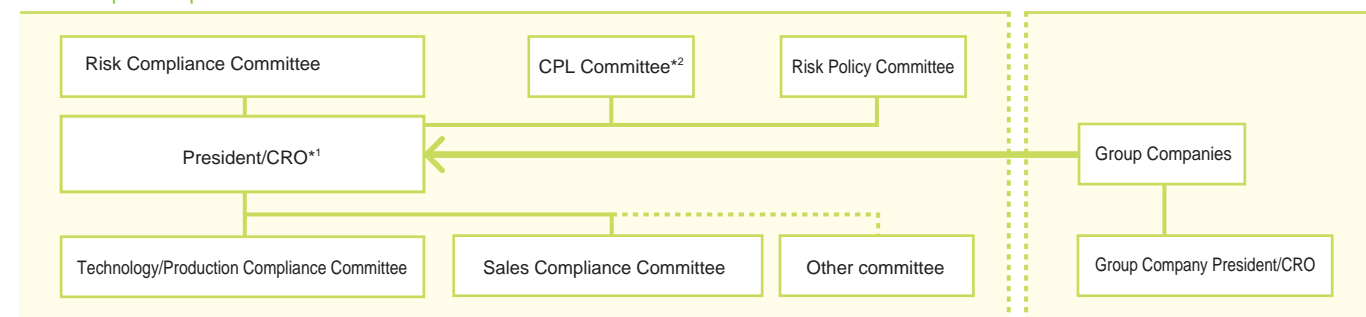 Risk Compliance Committee
CPL Committee*2
Risk Policy Committee
President/CRO*1
Group Companies
Technology/Production Compliance Committee
Sales Compliance Committee
Other committee
Group Company President/CRO